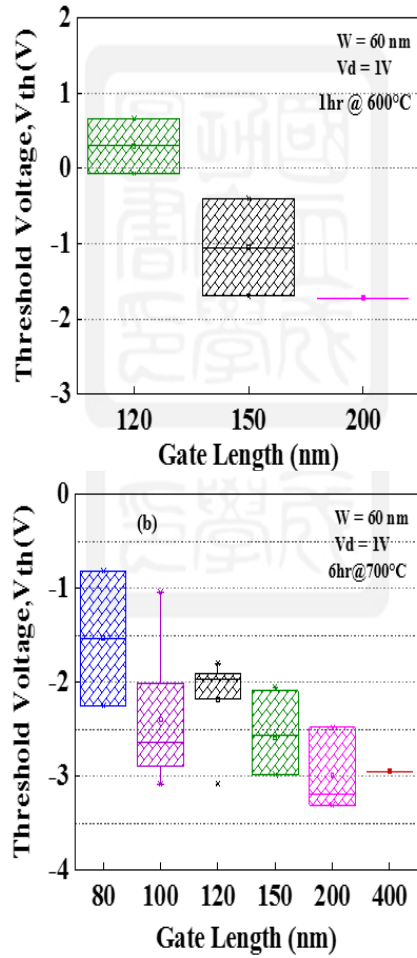 2
W = 60 nm
1
Vd = 1V
1hr @ 600°C
0
-1
-2
-3
Threshold Voltage,Vth(V)
120 150 200
Gate Length (nm)
0
(b)
W = 60 nm
Vd = 1V
6hr@700°C
-1
-2
-3
-4
Threshold Voltage,Vth(V)
80 100 120 150 200 400
Gate Length (nm)